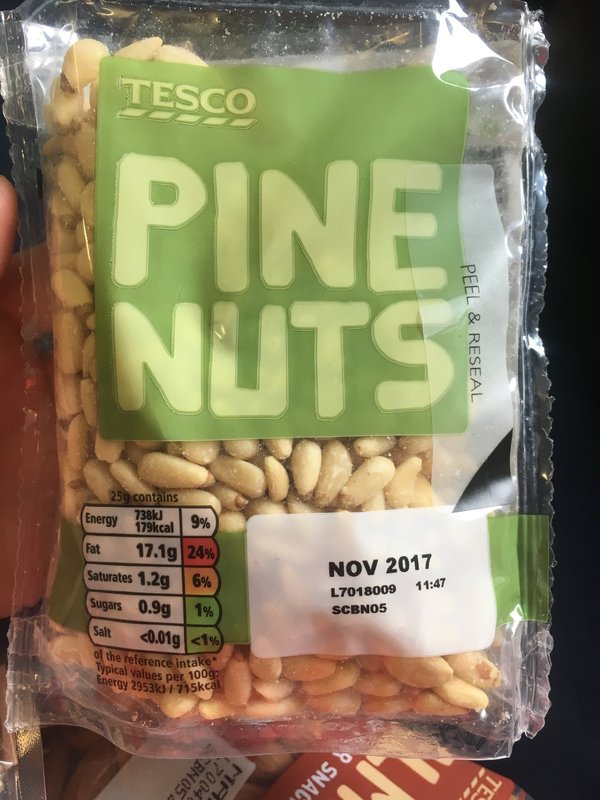 TESCO
PINE
NUTS
PEEL & RESEAL
25g contains
Energy 738kJ 179kcal 9%
Fat 17.1g 24%
Saturates 1.2g 6%
Sugars 0.9g 1%
Salt <0.01g <1%
of the reference intake*
Typical values per 100g:
Energy 2953kJ / 715kcal
NOV 2017
L7018009 11:47
SCBN05
& SNA
TES